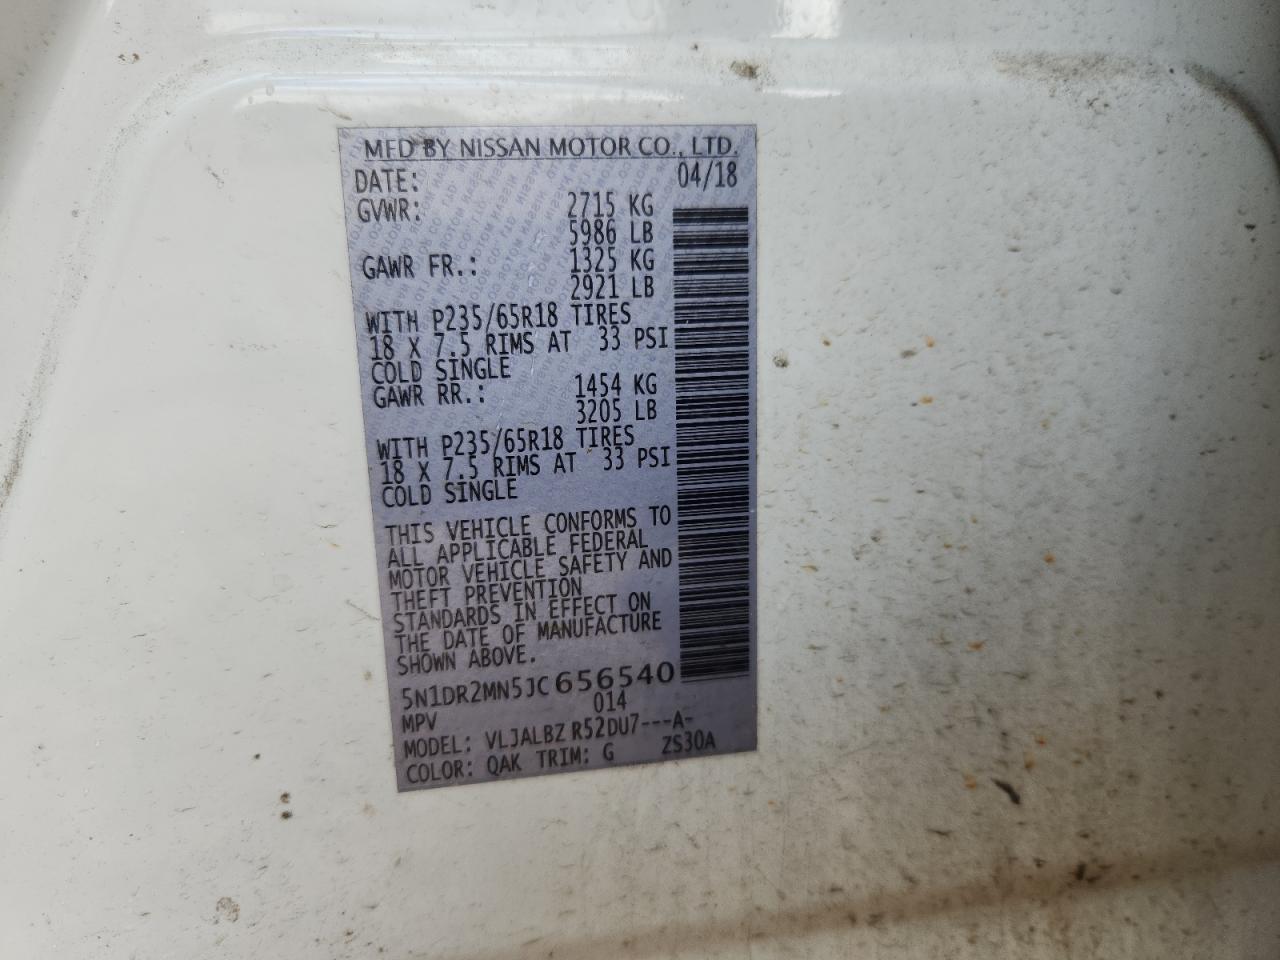 MFD BY NISSAN MOTOR CO., LTD.
DATE: 04/18
GVWR: 2715 KG
5986 LB
GAWR FR.: 1325 KG
2921 LB
WITH P235/65R18 TIRES
18 X 7.5 RIMS AT 33 PSI
COLD SINGLE
GAWR RR.: 1454 KG
3205 LB
WITH P235/65R18 TIRES
18 X 7.5 RIMS AT 33 PSI
COLD SINGLE
THIS VEHICLE CONFORMS TO
ALL APPLICABLE FEDERAL
MOTOR VEHICLE SAFETY AND
THEFT PREVENTION
STANDARDS IN EFFECT ON
THE DATE OF MANUFACTURE
SHOWN ABOVE.
5N1DR2MN5JC656540
MPV 014
MODEL: VLJALBZ R52DU7---A-
COLOR: QAK TRIM: G ZS30A